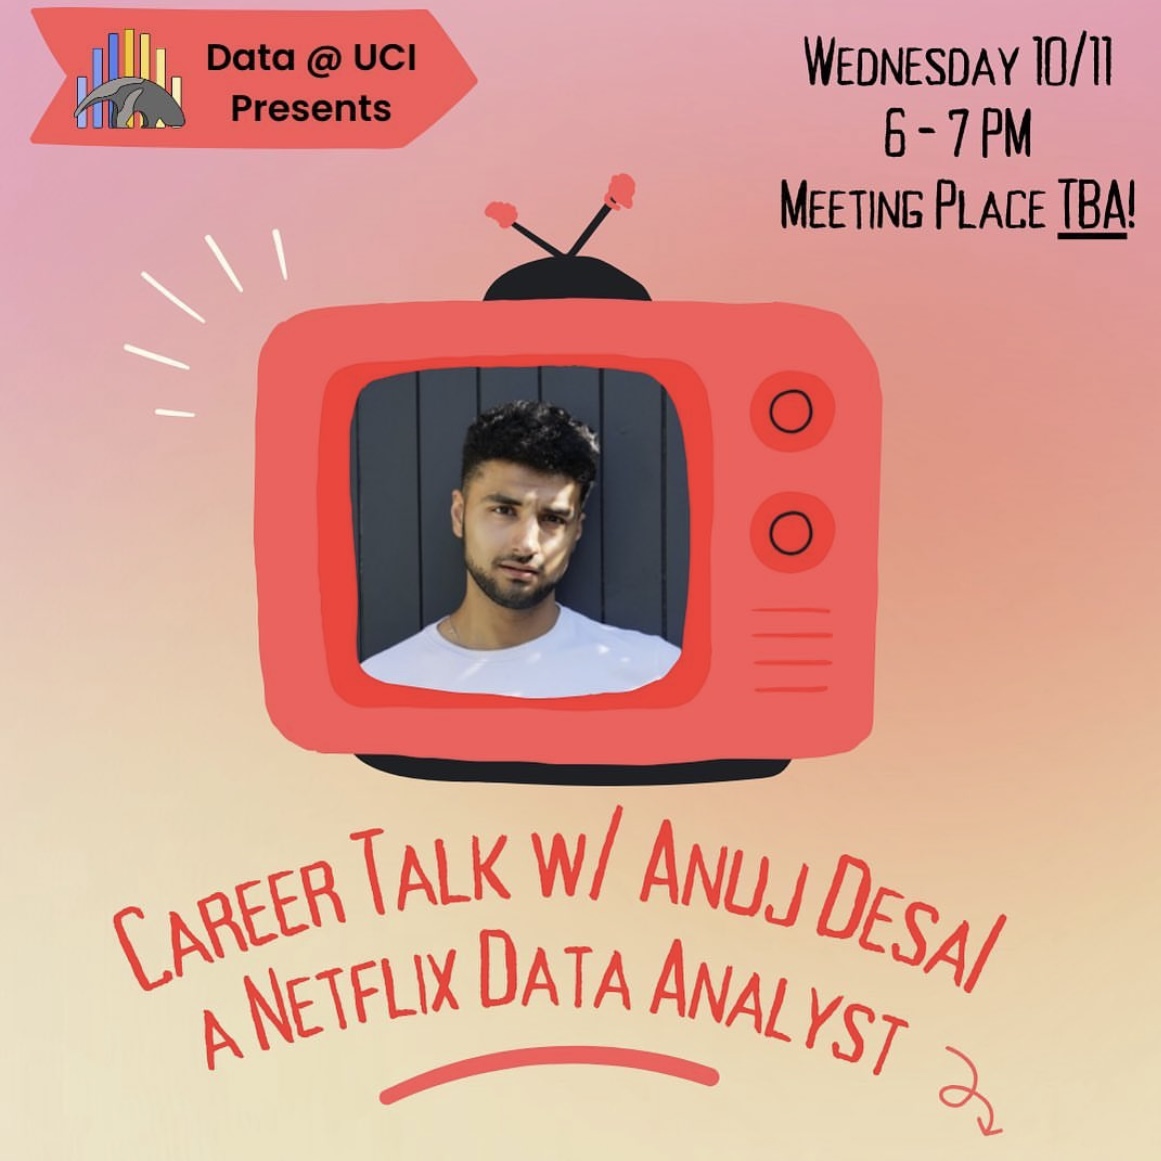 Data @ UCI
Presents
Wednesday 10/11
6 - 7 PM
Meeting Place TBA!
Career Talk w/ Anuj Desai
a Netflix Data Analyst